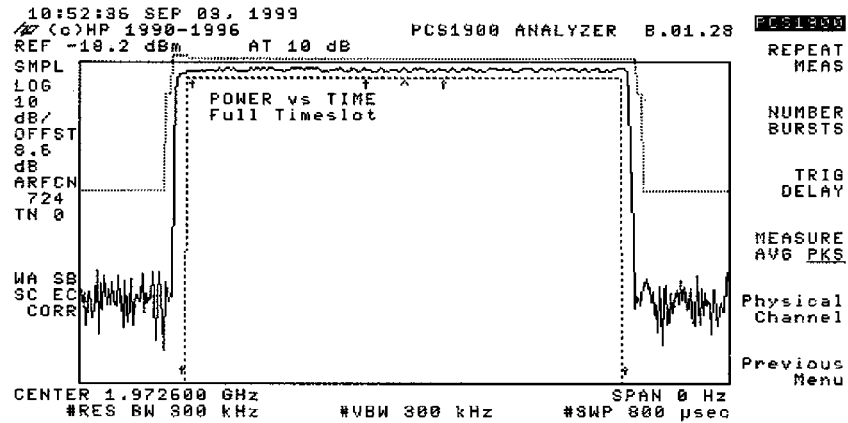 10:52:36 SEP 09, 1999
hp (c)HP 1990-1996 PCS1900 ANALYZER B.01.28
REF -18.2 dBm AT 10 dB
SMPL
LOG
10
dB/
OFFST
8.6
dB
ARFCN
724
TN 0
WA SB
SC EC
CORR
POWER vs TIME
Full Timeslot
CENTER 1.972600 GHz SPAN 0 Hz
#RES BW 300 kHz #VBW 300 kHz #SWP 800 µsec
PCS1900
REPEAT
MEAS
NUMBER
BURSTS
TRIG
DELAY
MEASURE
AVG PKS
Physical
Channel
Previous
Menu